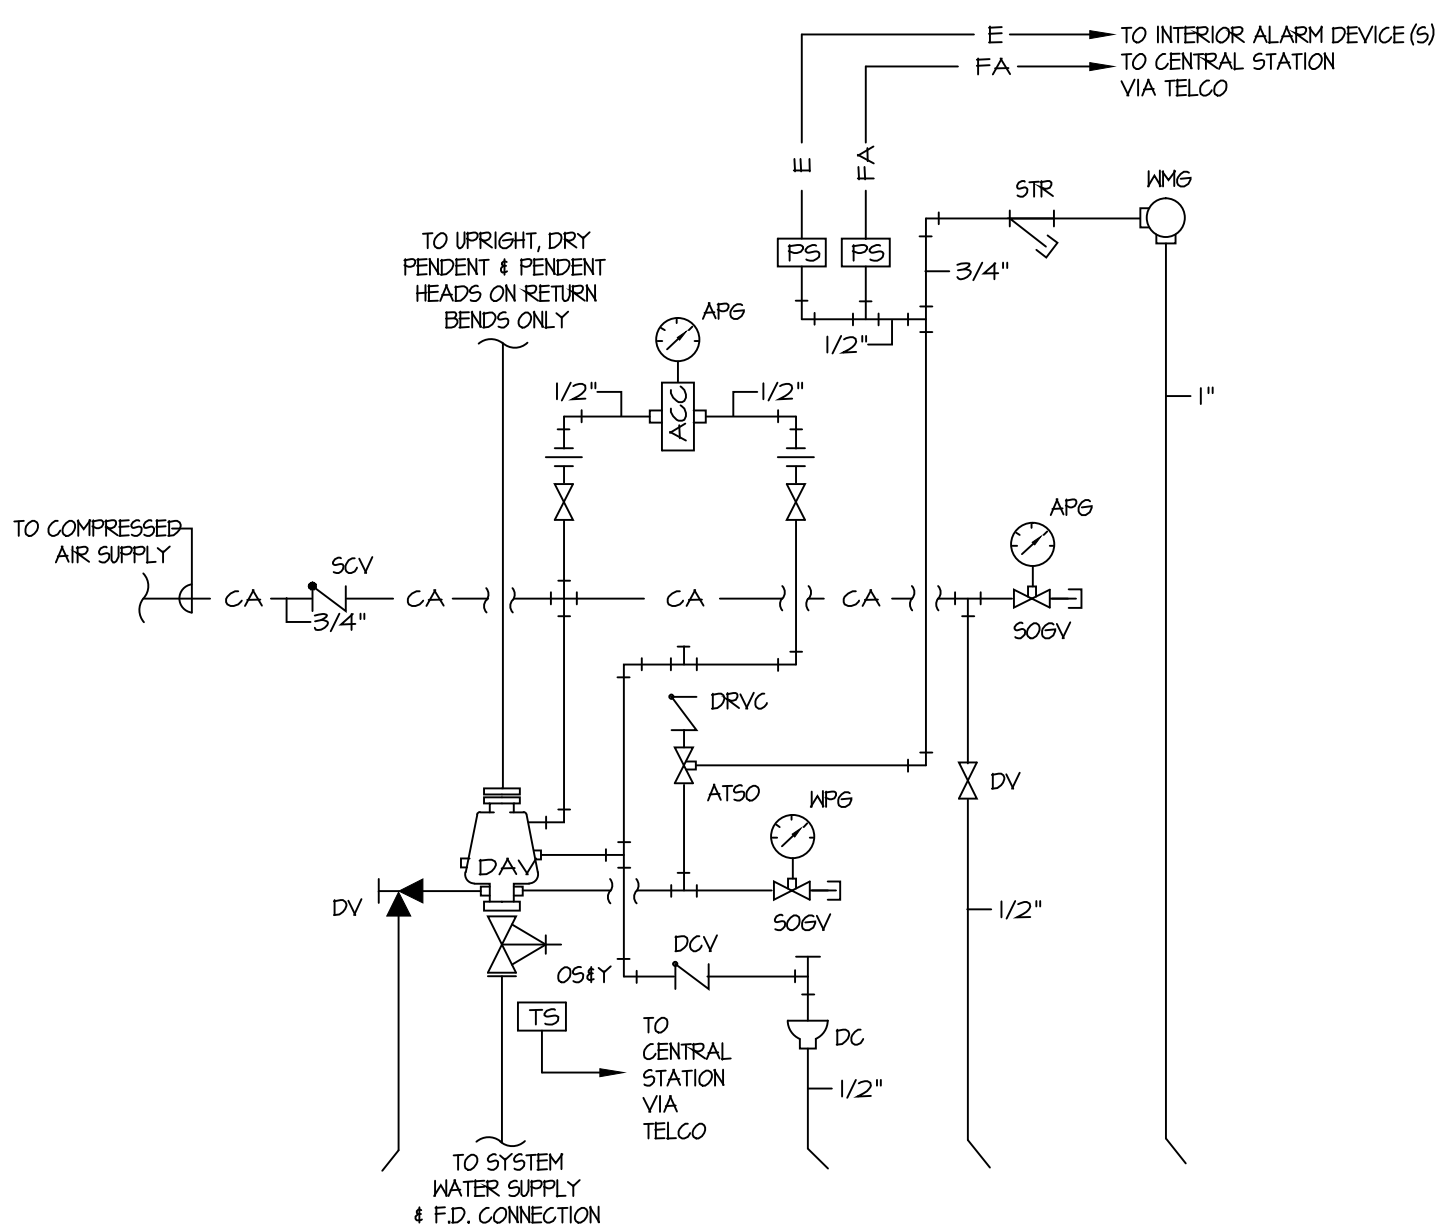 E
TO INTERIOR ALARM DEVICE(S)
FA
TO CENTRAL STATION
VIA TELCO
E
FA
STR
WMG
PS
PS
3/4"
1/2"
TO UPRIGHT, DRY
PENDENT & PENDENT
HEADS ON RETURN
BENDS ONLY
APG
1/2"
ACC
1/2"
1"
TO COMPRESSED
AIR SUPPLY
SCV
CA
3/4"
CA
CA
CA
APG
SOGV
DRVC
ATSO
WPG
DV
DAV
DV
SOGV
1/2"
OS&Y
DCV
TS
TO
CENTRAL
STATION
VIA
TELCO
DC
1/2"
TO SYSTEM
WATER SUPPLY
& F.D. CONNECTION